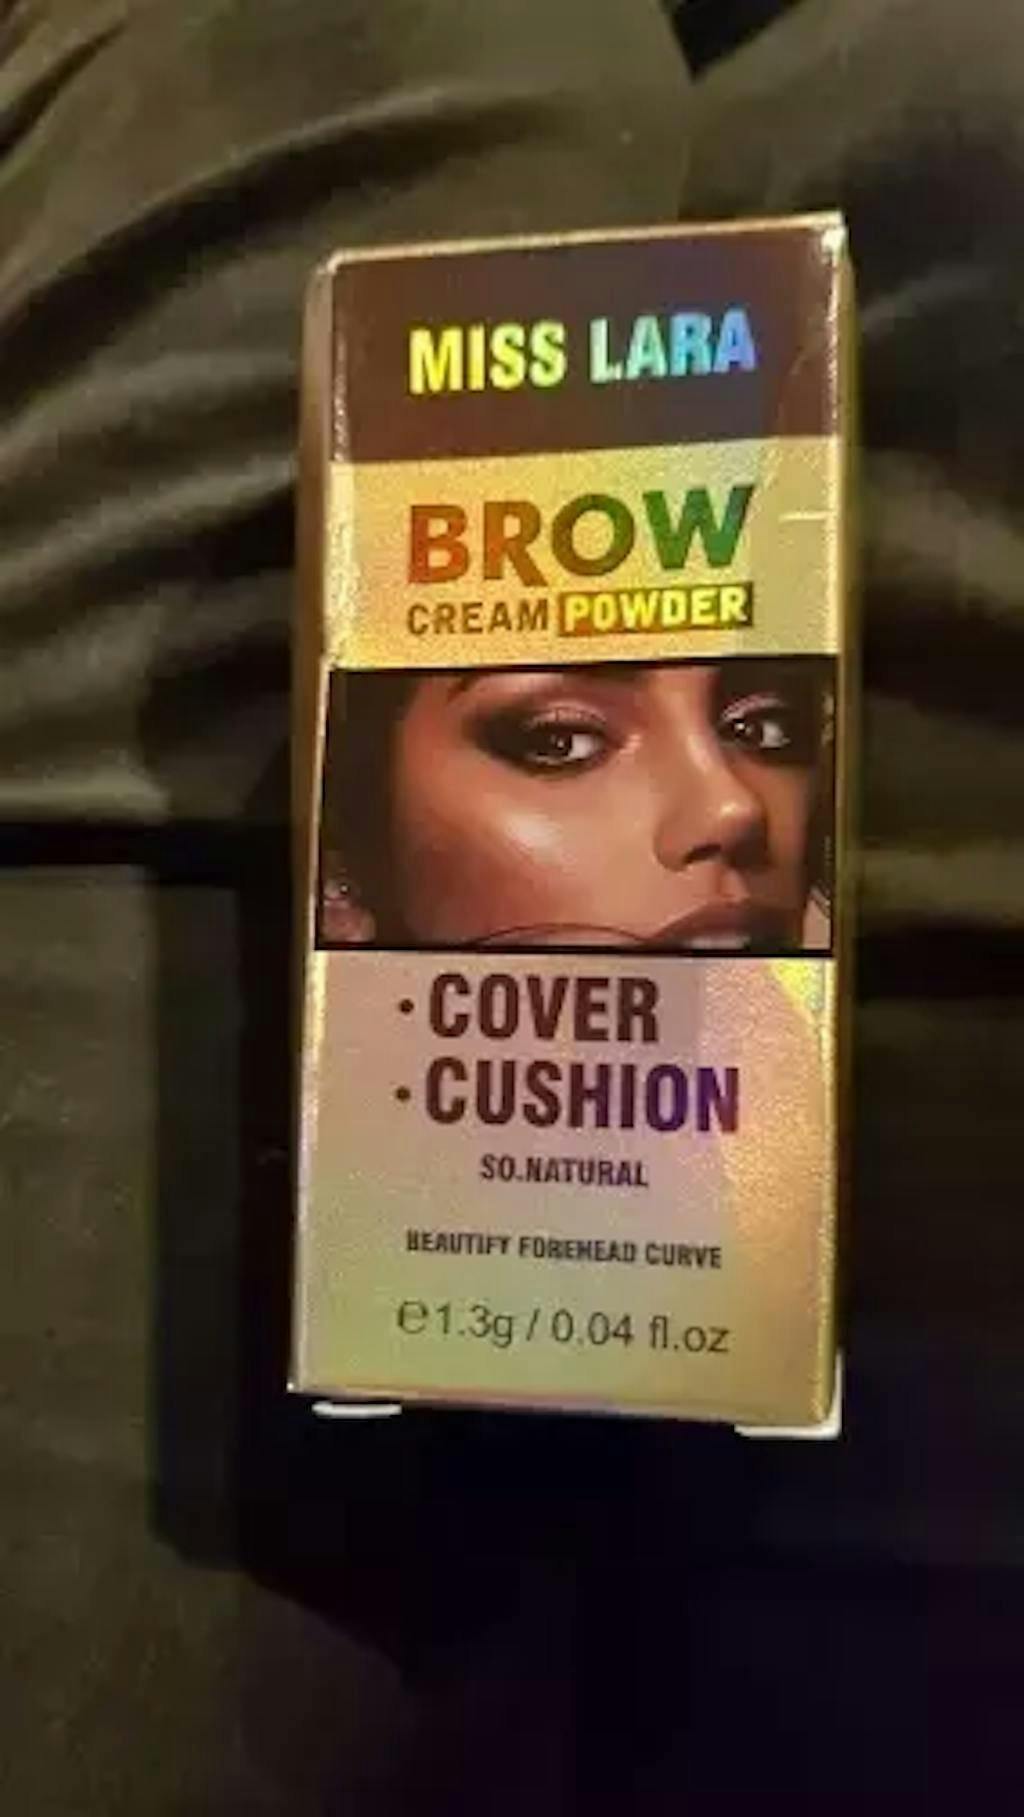 MISS LARA
BROW
CREAM POWDER
· COVER
· CUSHION
SO.NATURAL
BEAUTIFY FOREHEAD CURVE
℮1.3g / 0.04 fl.oz